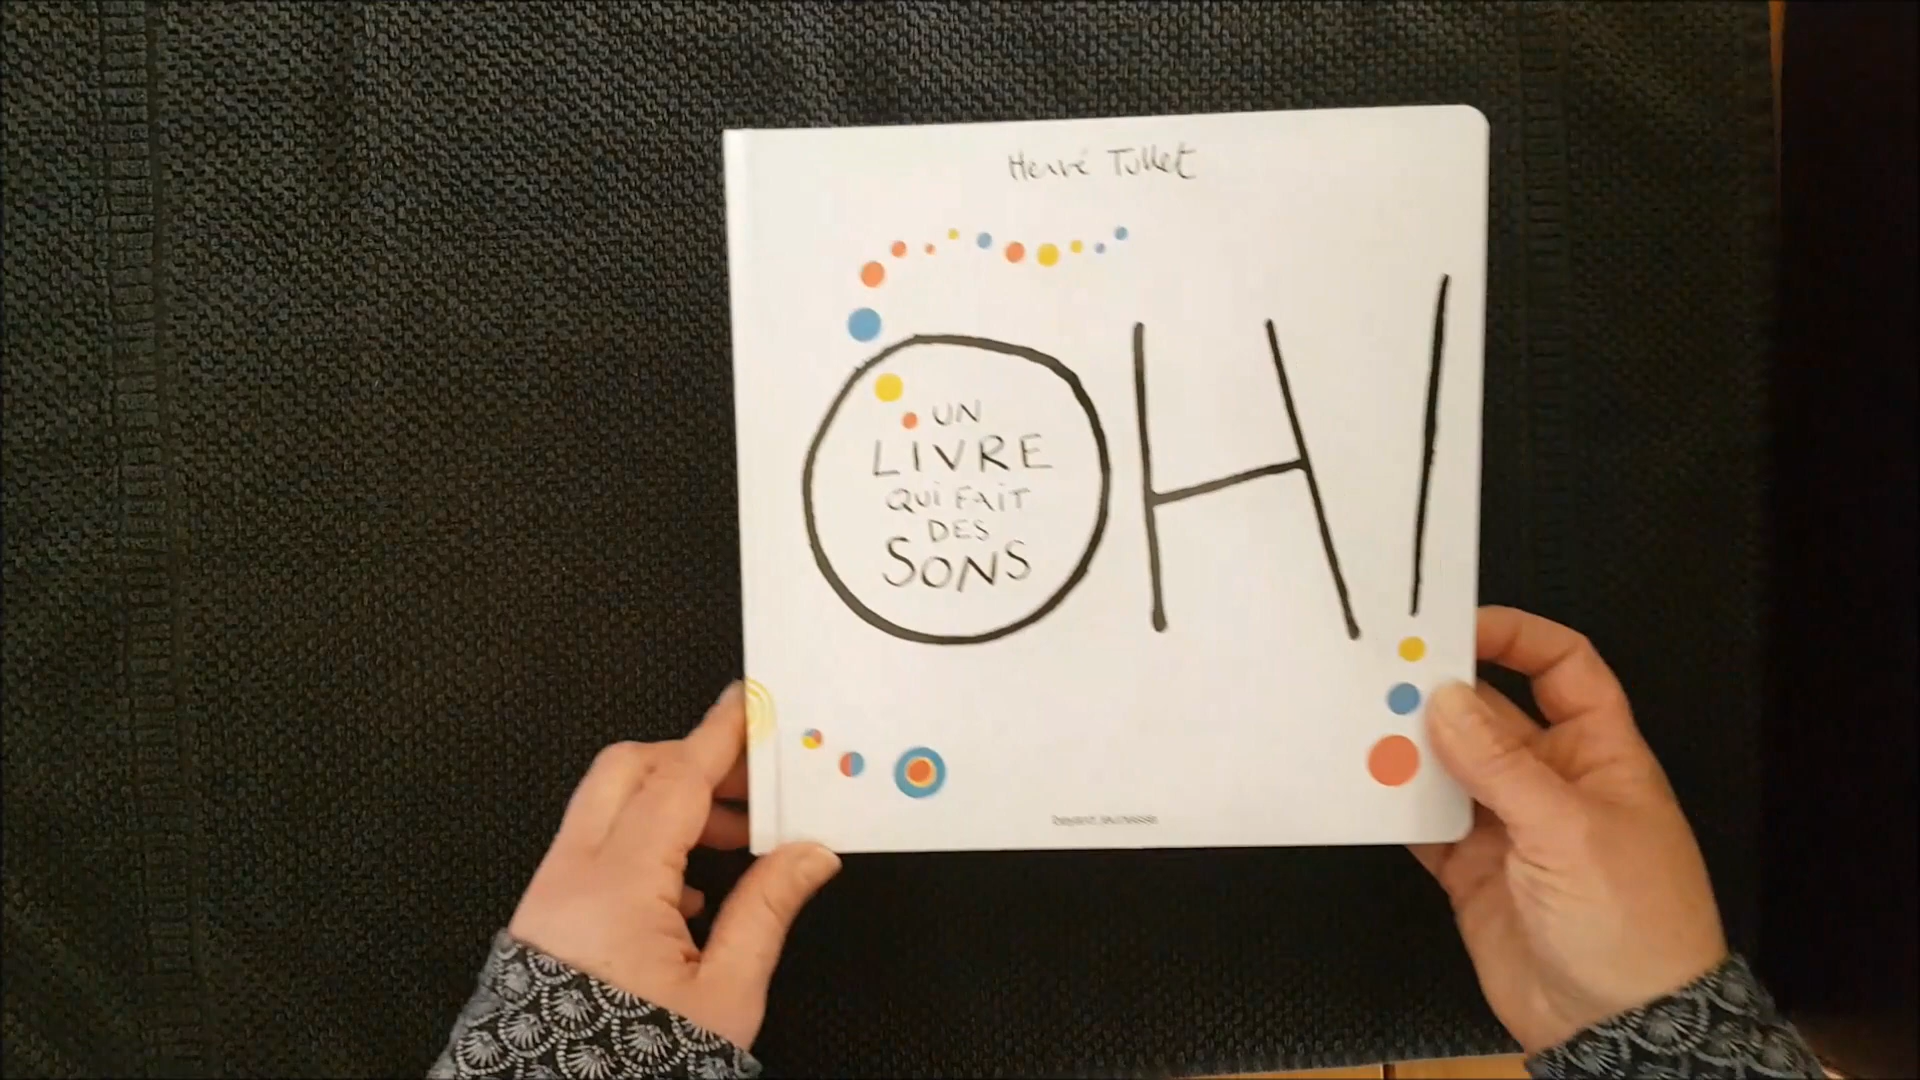 Hervé Tullet
OH!
UN
LIVRE
QUI FAIT
DES
SONS
bayard jeunesse